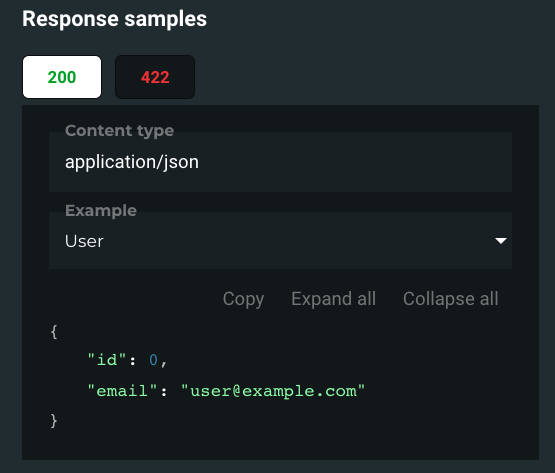 Response samples
200 422
Content type
application/json
Example
User
Copy Expand all Collapse all
{
"id": 0,
"email": "user@example.com"
}